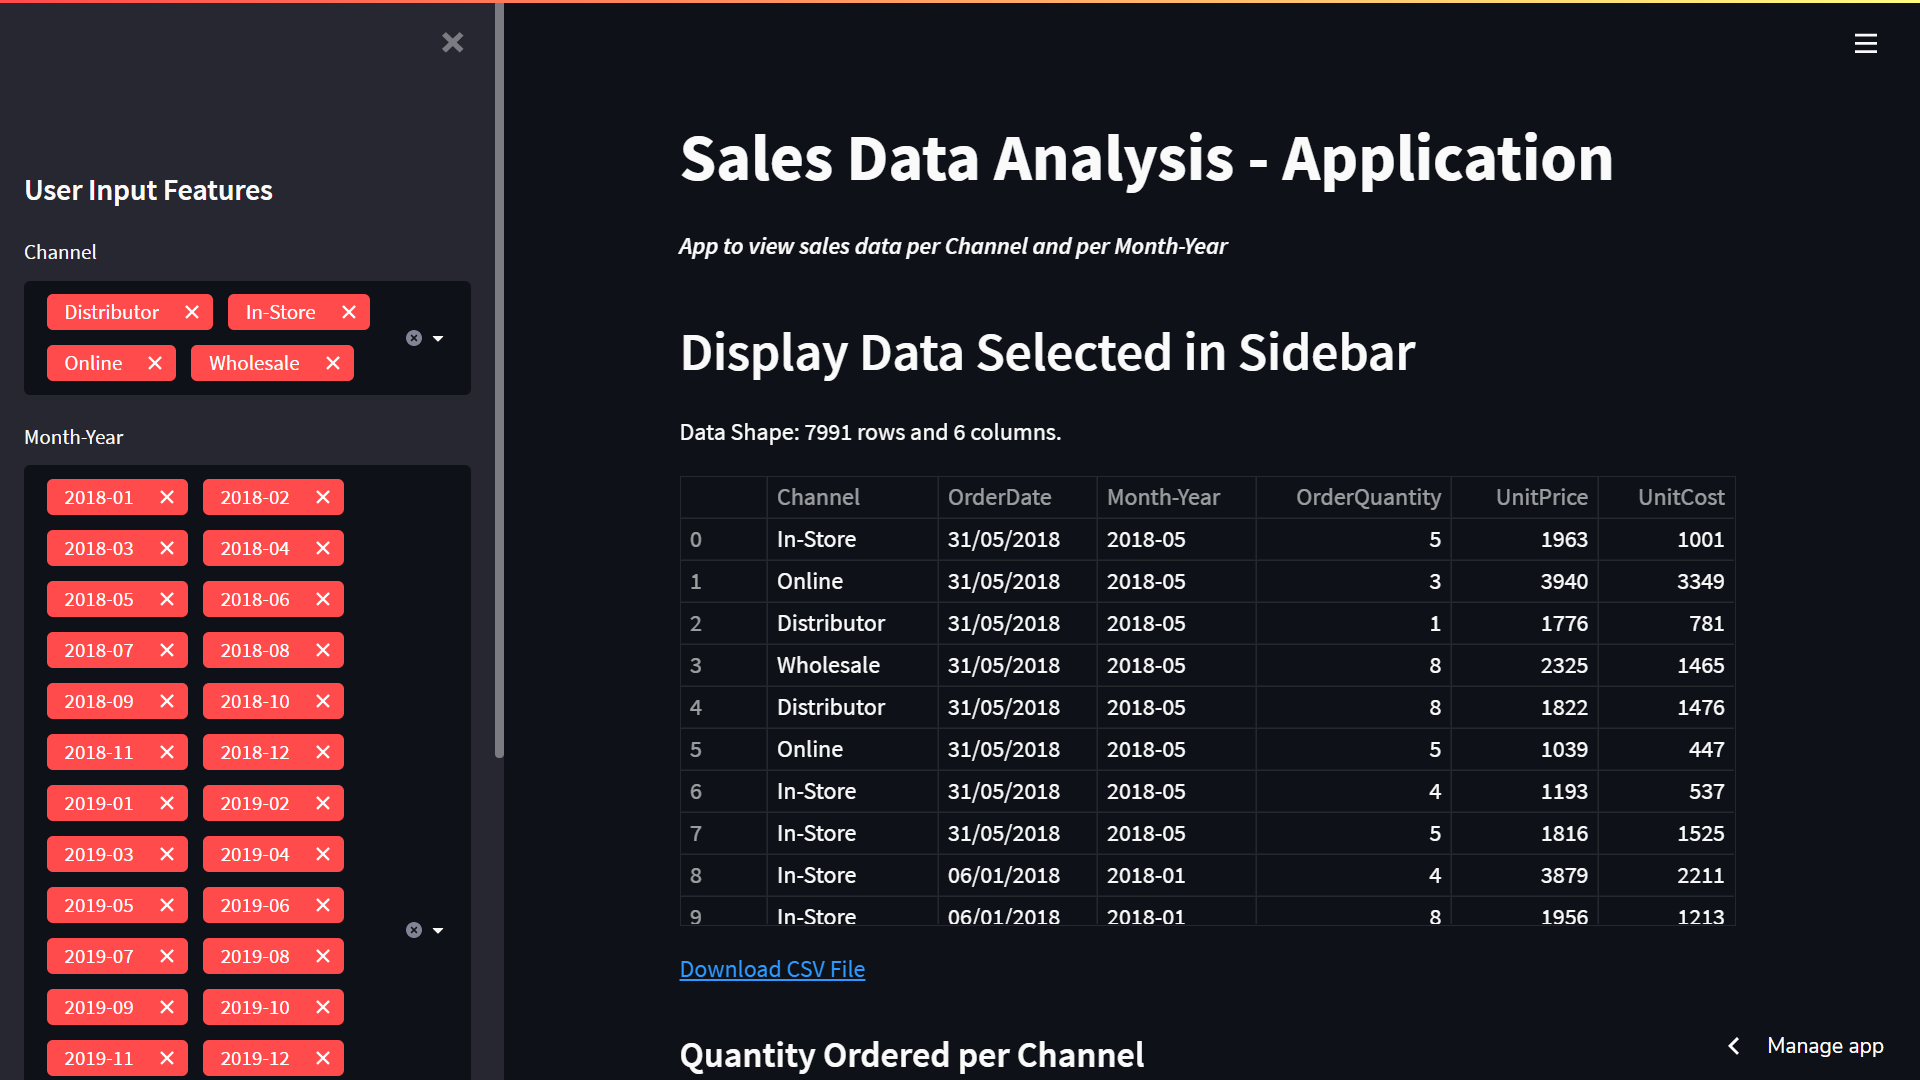 User Input Features
Channel
Distributor In-Store
Online Wholesale
Month-Year
2018-01 2018-02
2018-03 2018-04
2018-05 2018-06
2018-07 2018-08
2018-09 2018-10
2018-11 2018-12
2019-01 2019-02
2019-03 2019-04
2019-05 2019-06
2019-07 2019-08
2019-09 2019-10
2019-11 2019-12
Sales Data Analysis - Application
App to view sales data per Channel and per Month-Year
Display Data Selected in Sidebar
Data Shape: 7991 rows and 6 columns.
Channel OrderDate Month-Year OrderQuantity UnitPrice UnitCost
0 In-Store 31/05/2018 2018-05 5 1963 1001
1 Online 31/05/2018 2018-05 3 3940 3349
2 Distributor 31/05/2018 2018-05 1 1776 781
3 Wholesale 31/05/2018 2018-05 8 2325 1465
4 Distributor 31/05/2018 2018-05 8 1822 1476
5 Online 31/05/2018 2018-05 5 1039 447
6 In-Store 31/05/2018 2018-05 4 1193 537
7 In-Store 31/05/2018 2018-05 5 1816 1525
8 In-Store 06/01/2018 2018-01 4 3879 2211
9 In-Store 06/01/2018 2018-01 8 1956 1213
Download CSV File
Quantity Ordered per Channel
Manage app